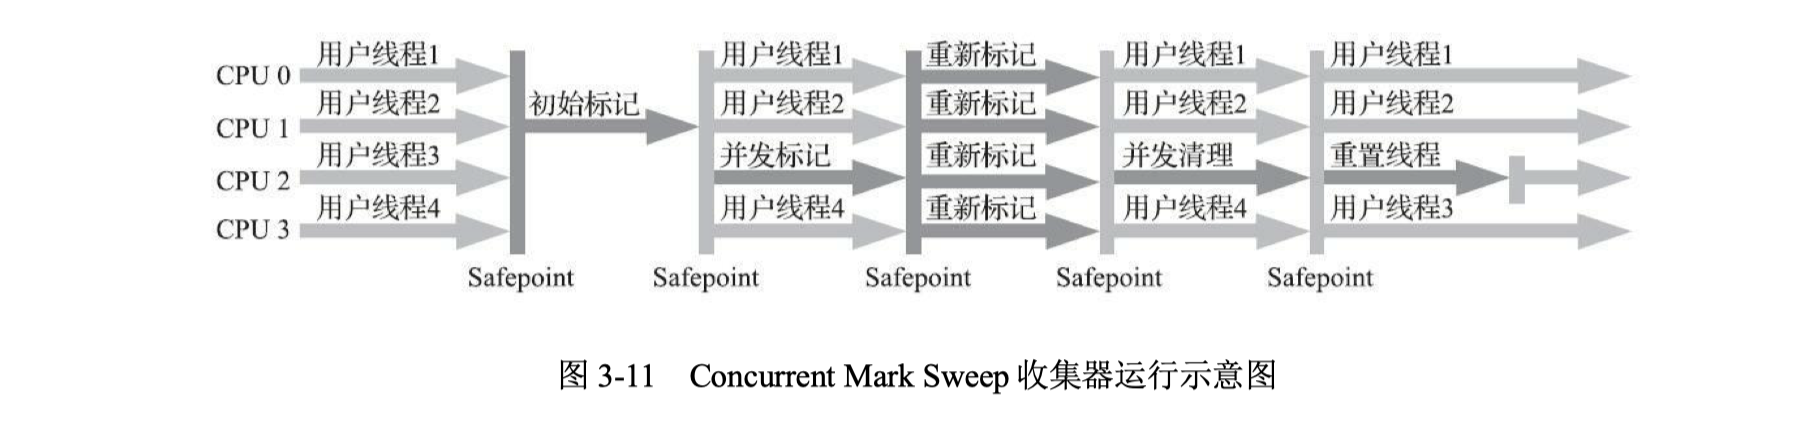 用户线程1 用户线程1 重新标记 用户线程1 用户线程1
CPU 0
用户线程2 初始标记 用户线程2 重新标记 用户线程2 用户线程2
CPU 1
用户线程3 并发标记 重新标记 并发清理 重置线程
CPU 2
用户线程4 用户线程4 重新标记 用户线程4 用户线程3
CPU 3
Safepoint Safepoint Safepoint Safepoint Safepoint
图 3-11 Concurrent Mark Sweep 收集器运行示意图